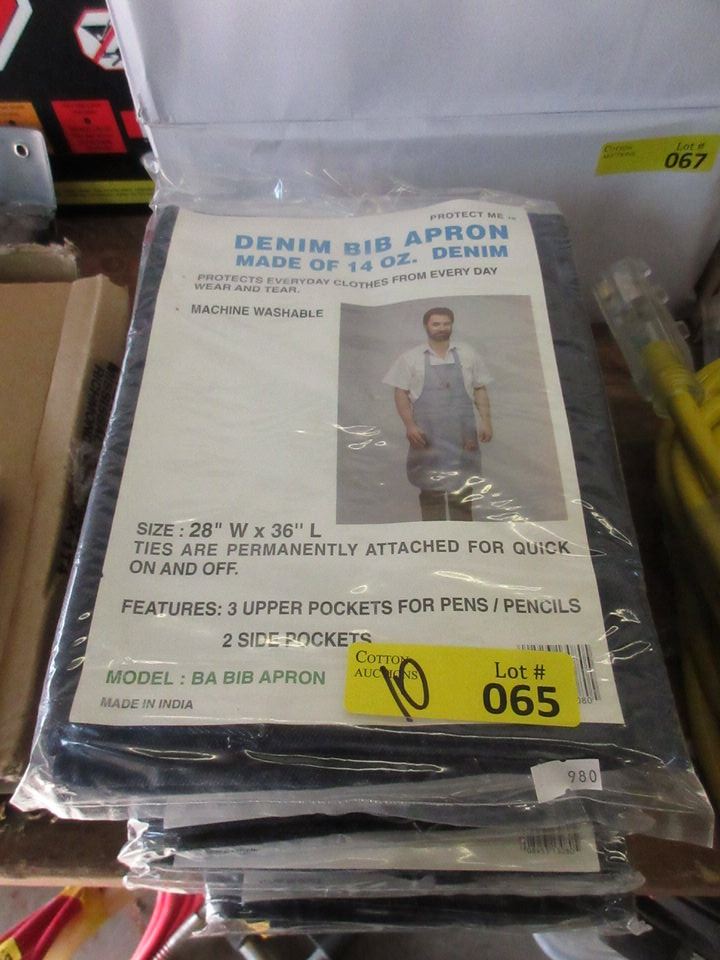 Cotton
Auctions
Lot #
067
PROTECT ME ™
DENIM BIB APRON
MADE OF 14 OZ. DENIM
PROTECTS EVERYDAY CLOTHES FROM EVERY DAY
WEAR AND TEAR.
MACHINE WASHABLE
SIZE : 28" W x 36" L
TIES ARE PERMANENTLY ATTACHED FOR QUICK
ON AND OFF.
FEATURES: 3 UPPER POCKETS FOR PENS / PENCILS
2 SIDE POCKETS
MODEL : BA BIB APRON
MADE IN INDIA
COTTON
AUCTIONS
10
Lot #
065
980